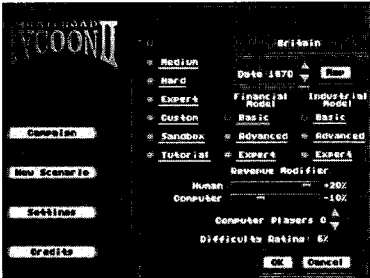 RAILROAD
TYCOON II
Britain
Medium
Hard
Expert
Custom
Sandbox
Tutorial
Date 1870
Map
Financial Model
Industrial Model
Basic
Basic
Advanced
Advanced
Expert
Expert
Revenue Modifier
Human +20%
Computer -10%
Computer Players 0
Difficulty Rating: 6%
OK
Cancel
Campaign
New Scenario
Settings
Credits